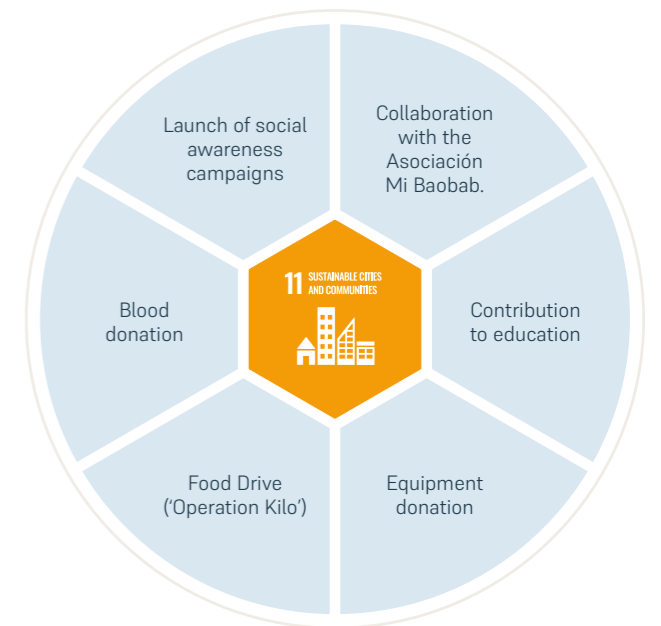 Launch of social
awareness
campaigns
Collaboration
with the
Asociación
Mi Baobab.
Blood
donation
11 SUSTAINABLE CITIES
AND COMMUNITIES
Contribution
to education
Food Drive
(‘Operation Kilo’)
Equipment
donation